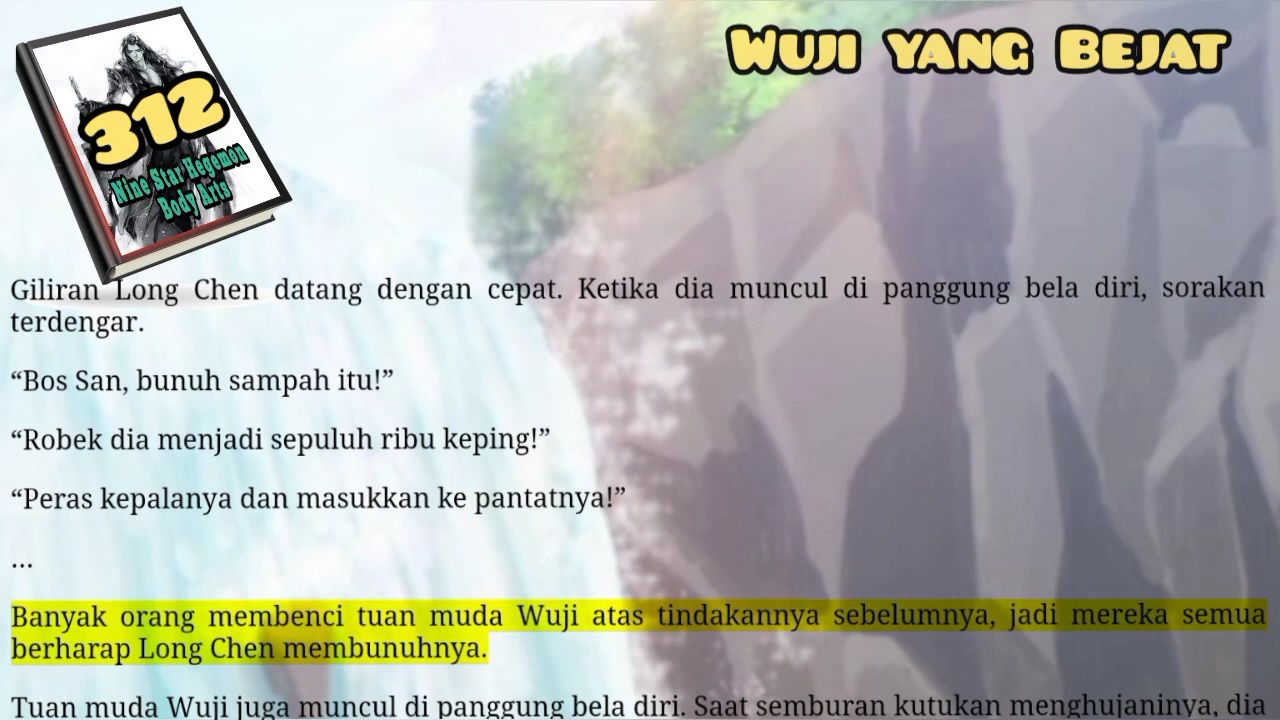 Wuji yang Bejat
312
Nine Star Hegemon
Body Arts
Giliran Long Chen datang dengan cepat. Ketika dia muncul di panggung bela diri, sorakan
terdengar.
“Bos San, bunuh sampah itu!”
“Robek dia menjadi sepuluh ribu keping!”
“Peras kepalanya dan masukkan ke pantatnya!”
...
Banyak orang membenci tuan muda Wuji atas tindakannya sebelumnya, jadi mereka semua
berharap Long Chen membunuhnya.
Tuan muda Wuji juga muncul di panggung bela diri. Saat semburan kutukan menghujaninya, dia